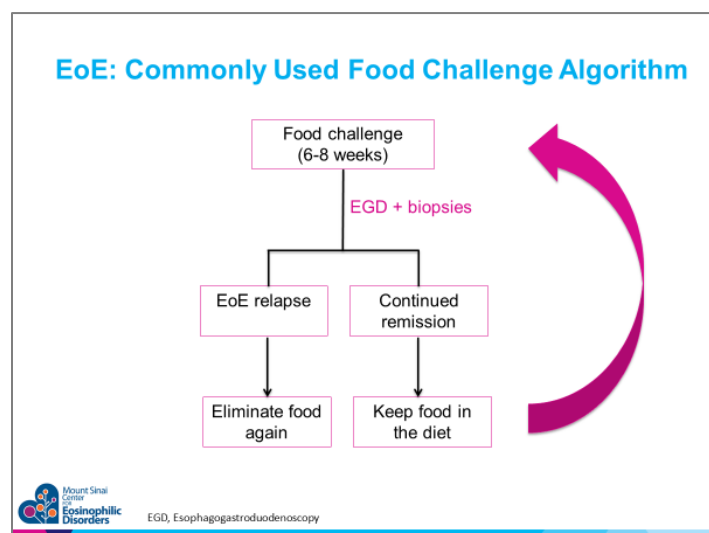 EoE: Commonly Used Food Challenge Algorithm
Food challenge
(6-8 weeks)
EGD + biopsies
EoE relapse
Continued
remission
Eliminate food
again
Keep food in
the diet
Mount Sinai
Center
FOR
Eosinophilic
Disorders
EGD, Esophagogastroduodenoscopy